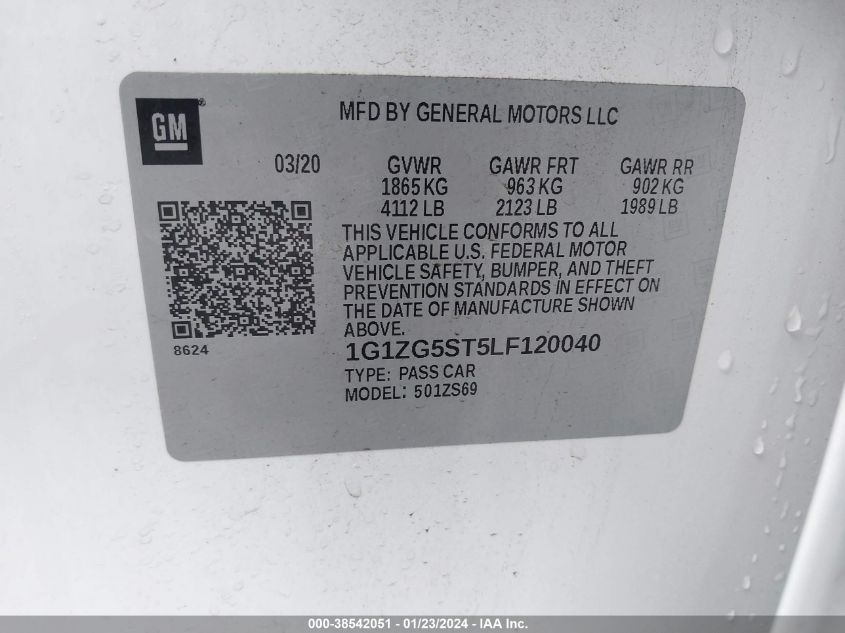 GM®
MFD BY GENERAL MOTORS LLC
03/20 GVWR GAWR FRT GAWR RR
1865 KG 963 KG 902 KG
4112 LB 2123 LB 1989 LB
THIS VEHICLE CONFORMS TO ALL
APPLICABLE U.S. FEDERAL MOTOR
VEHICLE SAFETY, BUMPER, AND THEFT
PREVENTION STANDARDS IN EFFECT ON
THE DATE OF MANUFACTURE SHOWN
ABOVE.
8624
1G1ZG5ST5LF120040
TYPE: PASS CAR
MODEL: 501ZS69
000-38542051 - 01/23/2024 - IAA Inc.